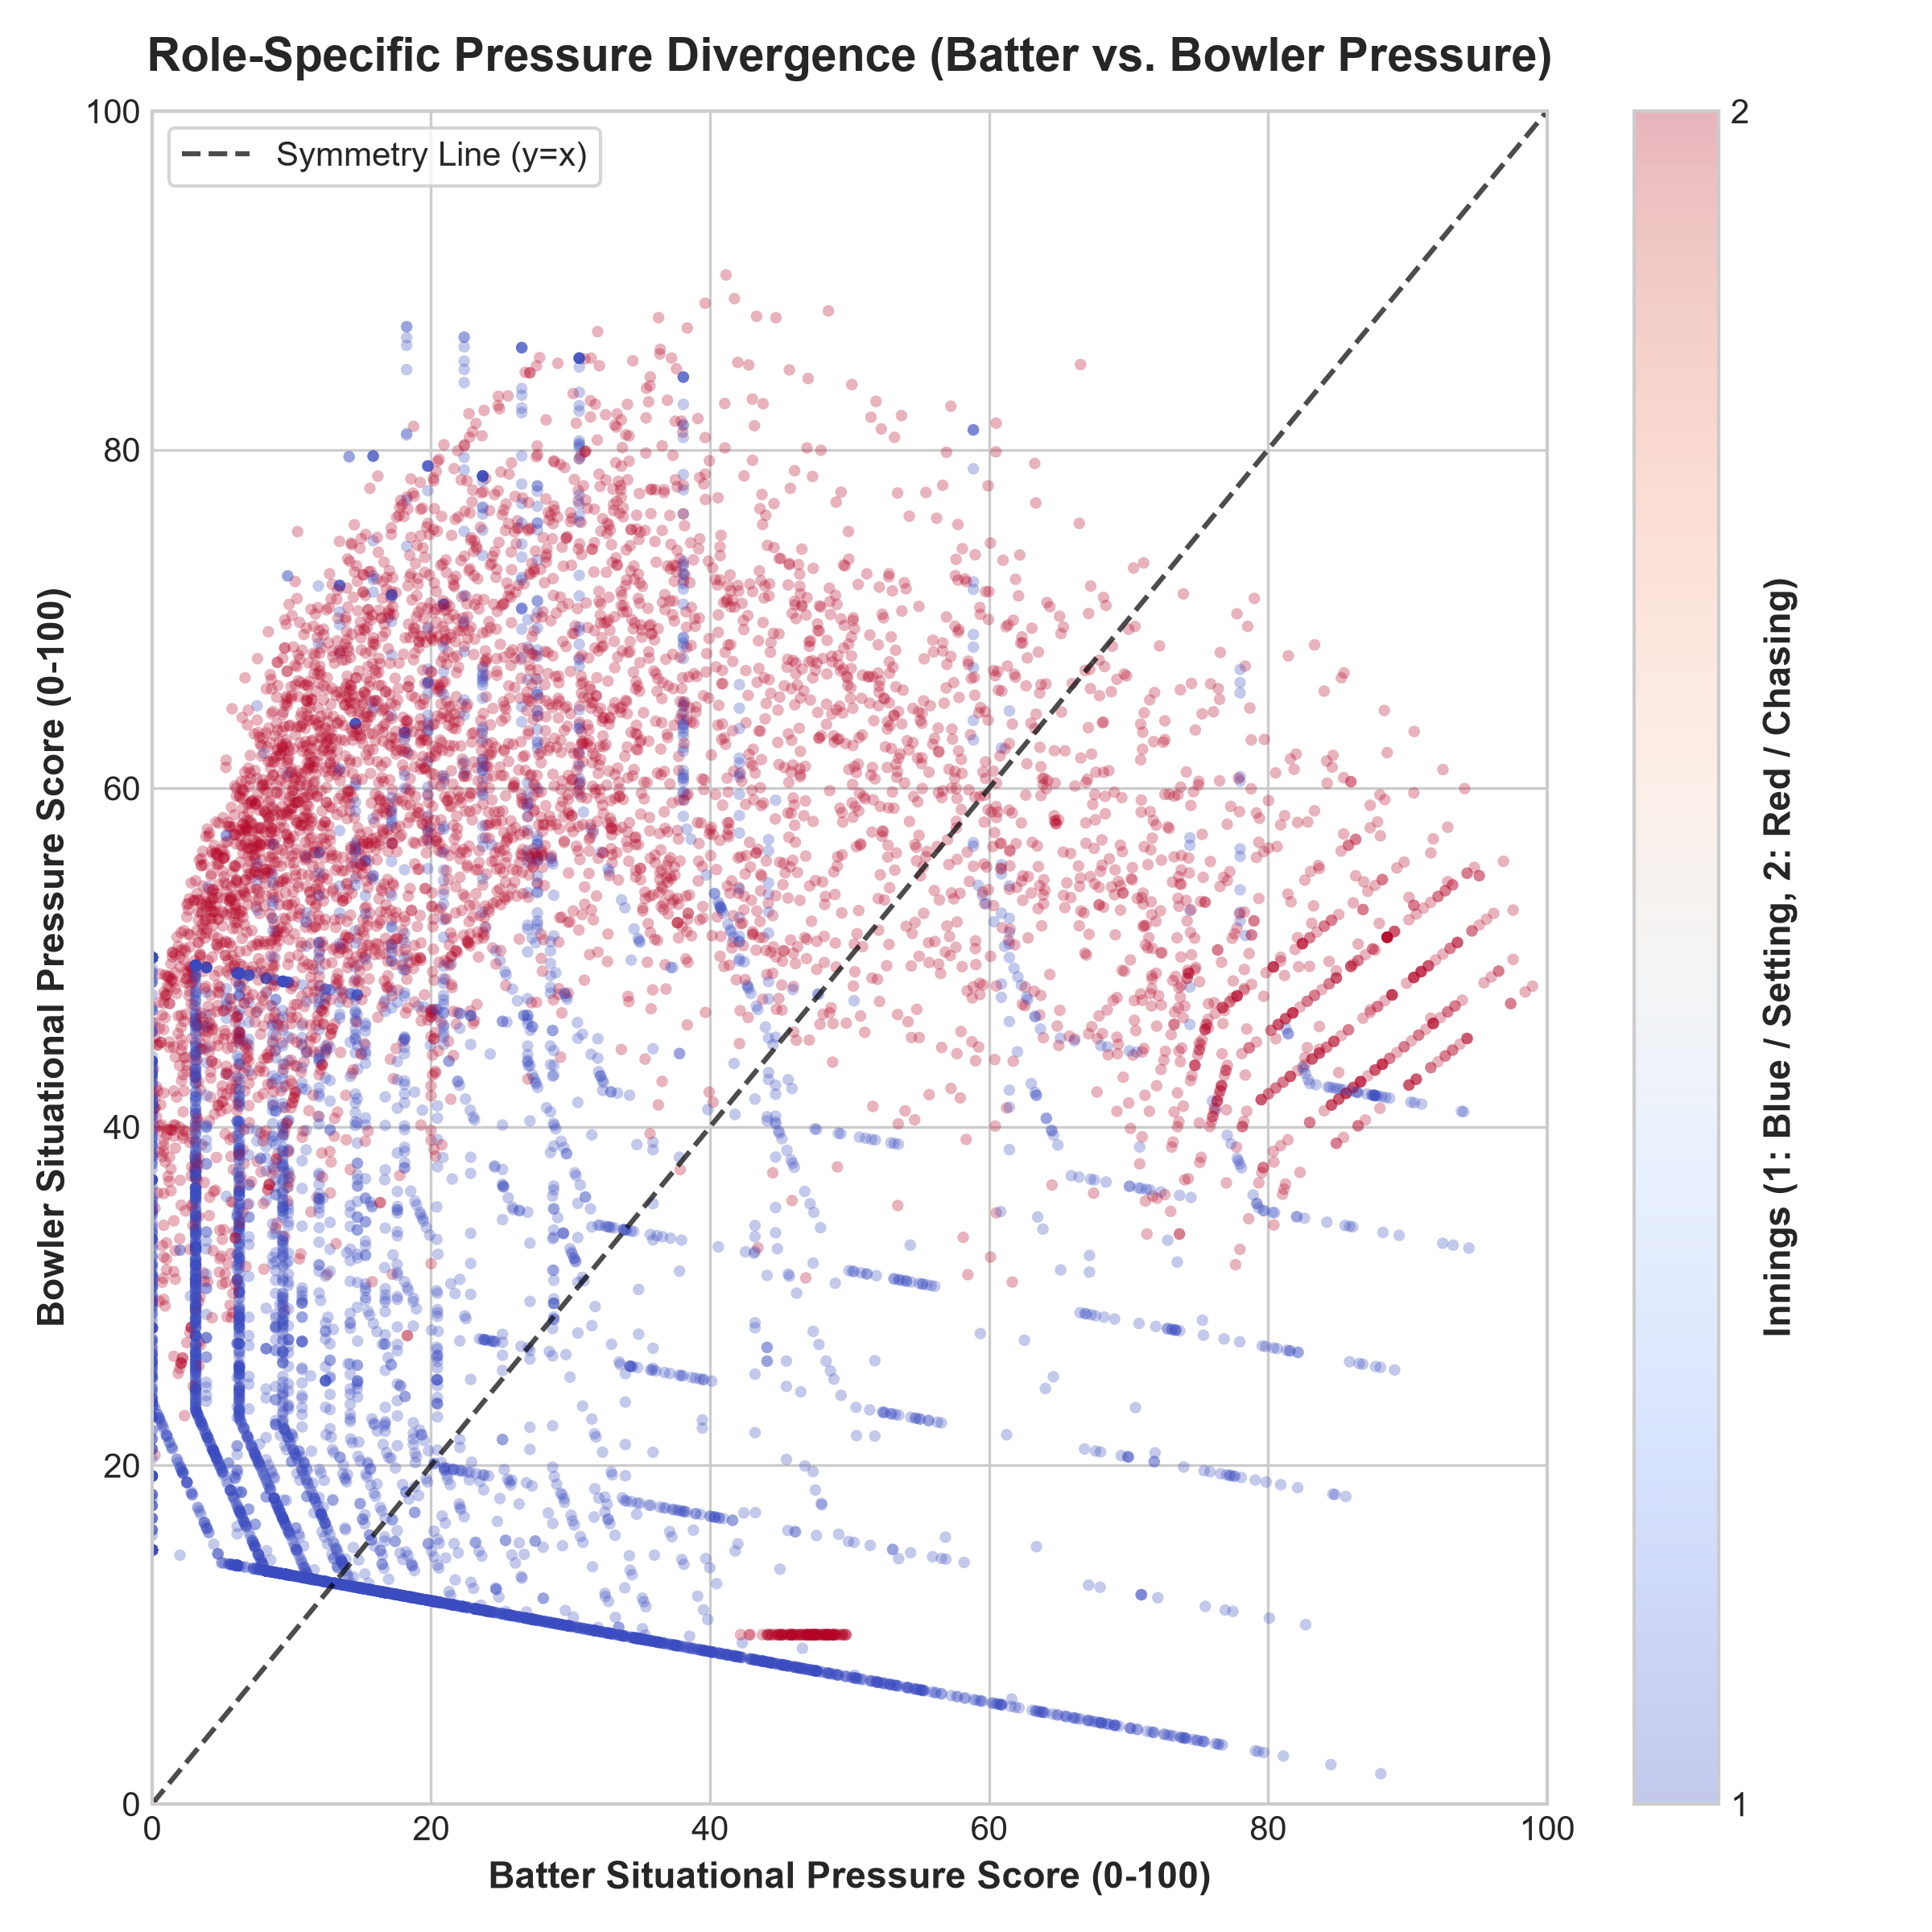 Role-Specific Pressure Divergence (Batter vs. Bowler Pressure)
Symmetry Line (y=x)
100
80
60
40
20
0
0 20 40 60 80 100
Bowler Situational Pressure Score (0-100)
Batter Situational Pressure Score (0-100)
2
1
Innings (1: Blue / Setting, 2: Red / Chasing)